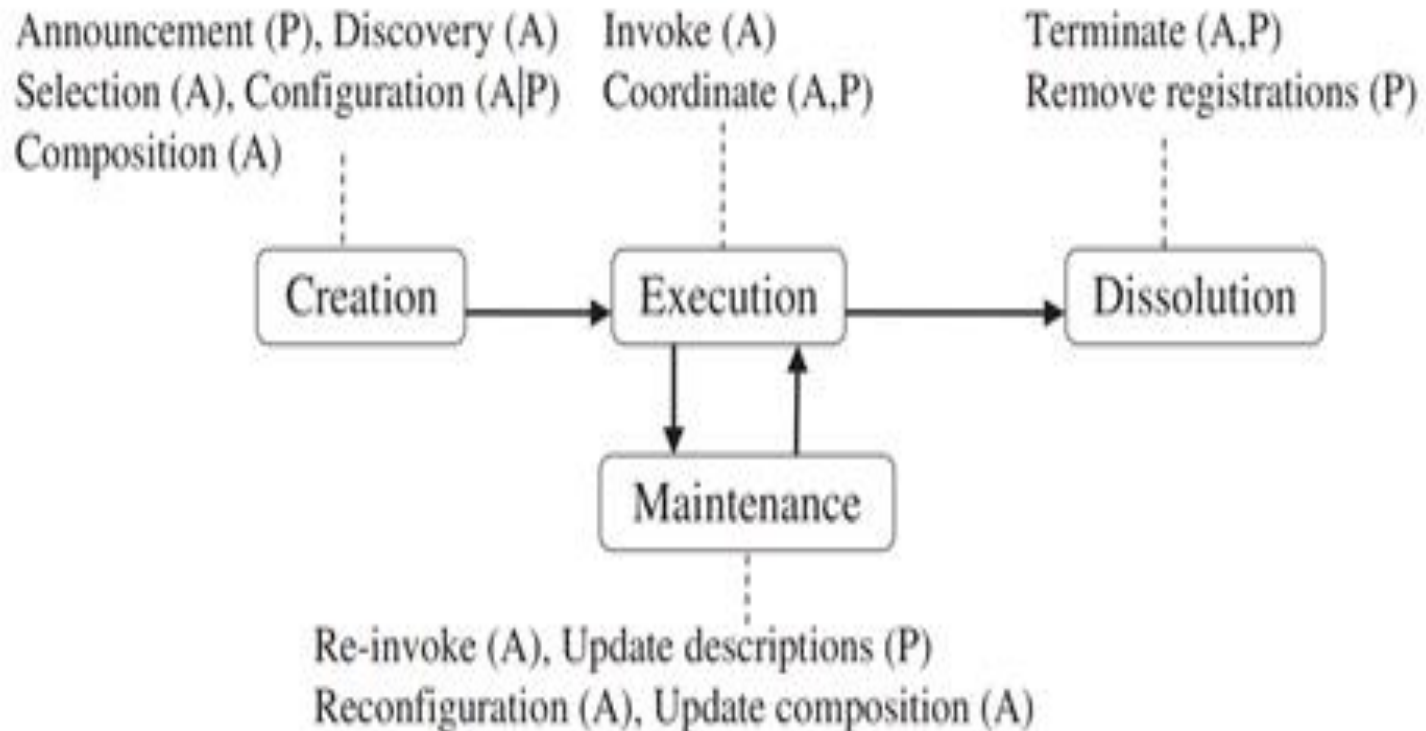 Announcement (P), Discovery (A)
Selection (A), Configuration (A|P)
Composition (A)
Invoke (A)
Coordinate (A,P)
Terminate (A,P)
Remove registrations (P)
Creation
Execution
Dissolution
Maintenance
Re-invoke (A), Update descriptions (P)
Reconfiguration (A), Update composition (A)